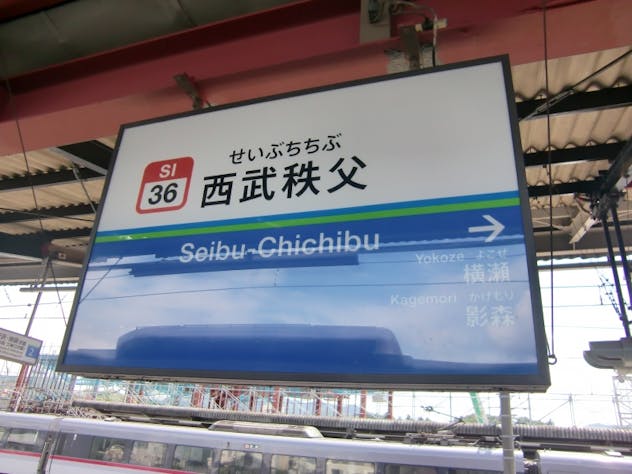 せいぶちちぶ
SI
36
西武秩父
Seibu-Chichibu
→
Yokoze よこぜ
横瀬
Kagemori かげもり
影森